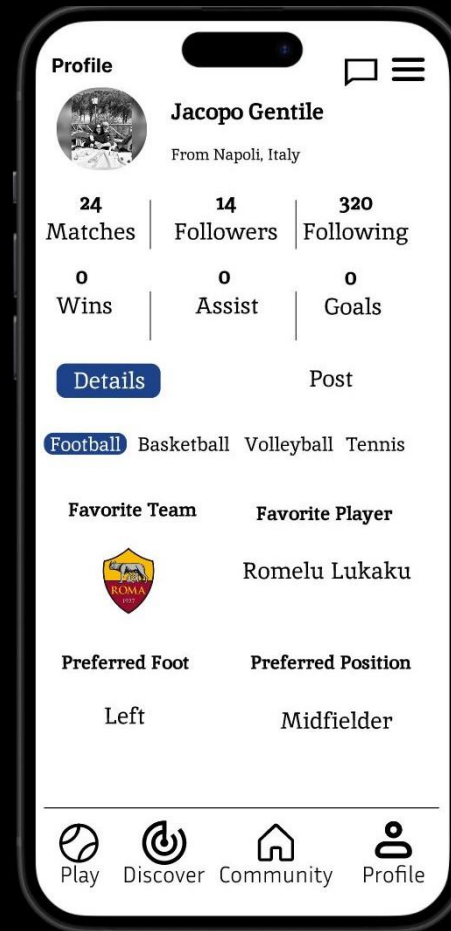 Profile
Jacopo Gentile
From Napoli, Italy
24 14 320
Matches Followers Following
0 0 0
Wins Assist Goals
Details Post
Football Basketball Volleyball Tennis
Favorite Team Favorite Player
ROMA
1927
Romelu Lukaku
Preferred Foot Preferred Position
Left Midfielder
Play Discover Community Profile